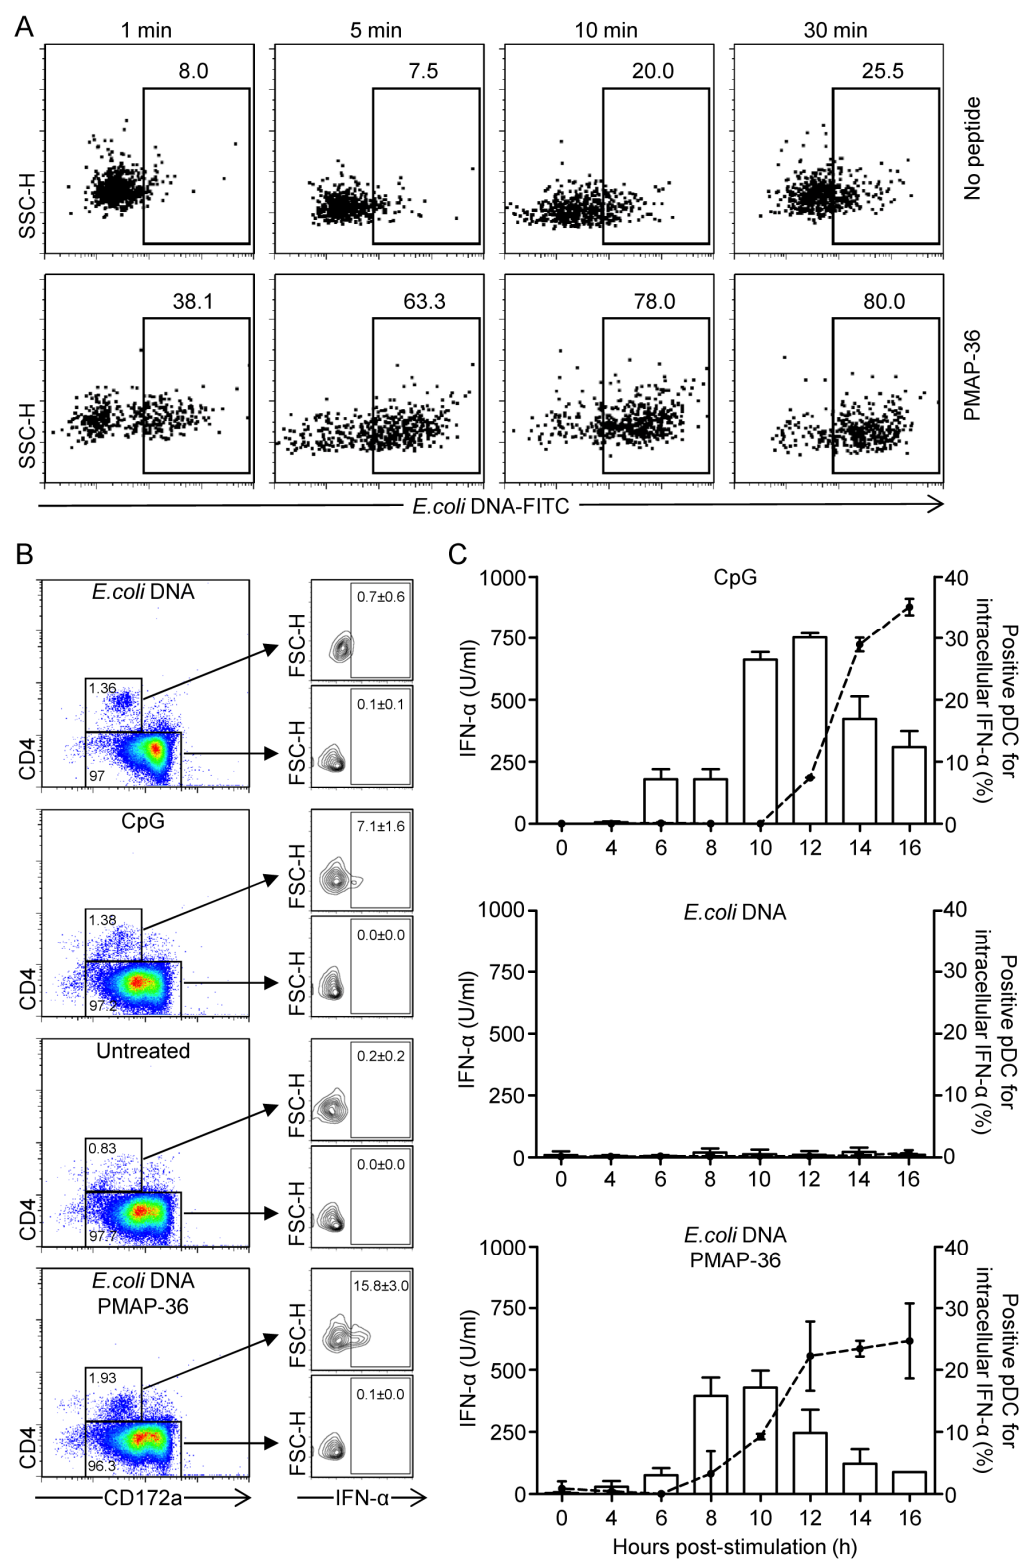 A
1 min 5 min 10 min 30 min
8.0 7.5 20.0 25.5
SSC-H
No peptide
38.1 63.3 78.0 80.0
SSC-H
PMAP-36
E.coli DNA-FITC
B
E.coli DNA
1.36
97
CD4
FSC-H
0.7±0.6
FSC-H
0.1±0.1
CpG
1.38
97.2
CD4
FSC-H
7.1±1.6
FSC-H
0.0±0.0
Untreated
0.83
97.7
CD4
FSC-H
0.2±0.2
FSC-H
0.0±0.0
E.coli DNA
PMAP-36
1.93
96.3
CD4
FSC-H
15.8±3.0
FSC-H
0.1±0.0
CD172a
IFN-α
C
CpG
1000
750
500
250
0
IFN-α (U/ml)
40
30
20
10
0
Positive pDC for
intracellular IFN-α (%)
0 4 6 8 10 12 14 16
E.coli DNA
1000
750
500
250
0
IFN-α (U/ml)
40
30
20
10
0
Positive pDC for
intracellular IFN-α (%)
0 4 6 8 10 12 14 16
E.coli DNA
PMAP-36
1000
750
500
250
0
IFN-α (U/ml)
40
30
20
10
0
Positive pDC for
intracellular IFN-α (%)
0 4 6 8 10 12 14 16
Hours post-stimulation (h)